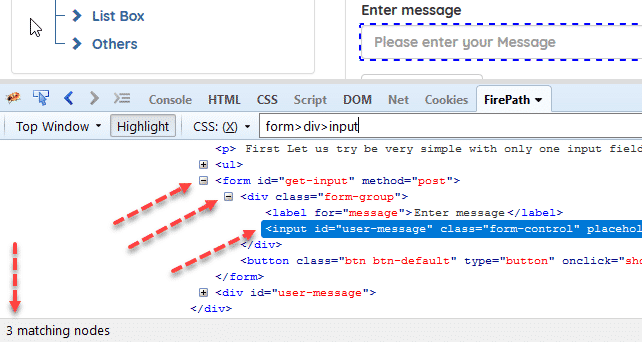 List Box
Others
Enter message
Please enter your Message
Console HTML CSS Script DOM Net Cookies FirePath
Top Window Highlight CSS: (X) form>div>input
<p> First Let us try be very simple with only one input fiel
<ul>
<form id="get-input" method="post">
<div class="form-group">
<label for="message">Enter message</label>
<input id="user-message" class="form-control" placehol
</div>
<button class="btn btn-default" type="button" onclick="sho
</form>
<div id="user-message">
</div>
3 matching nodes